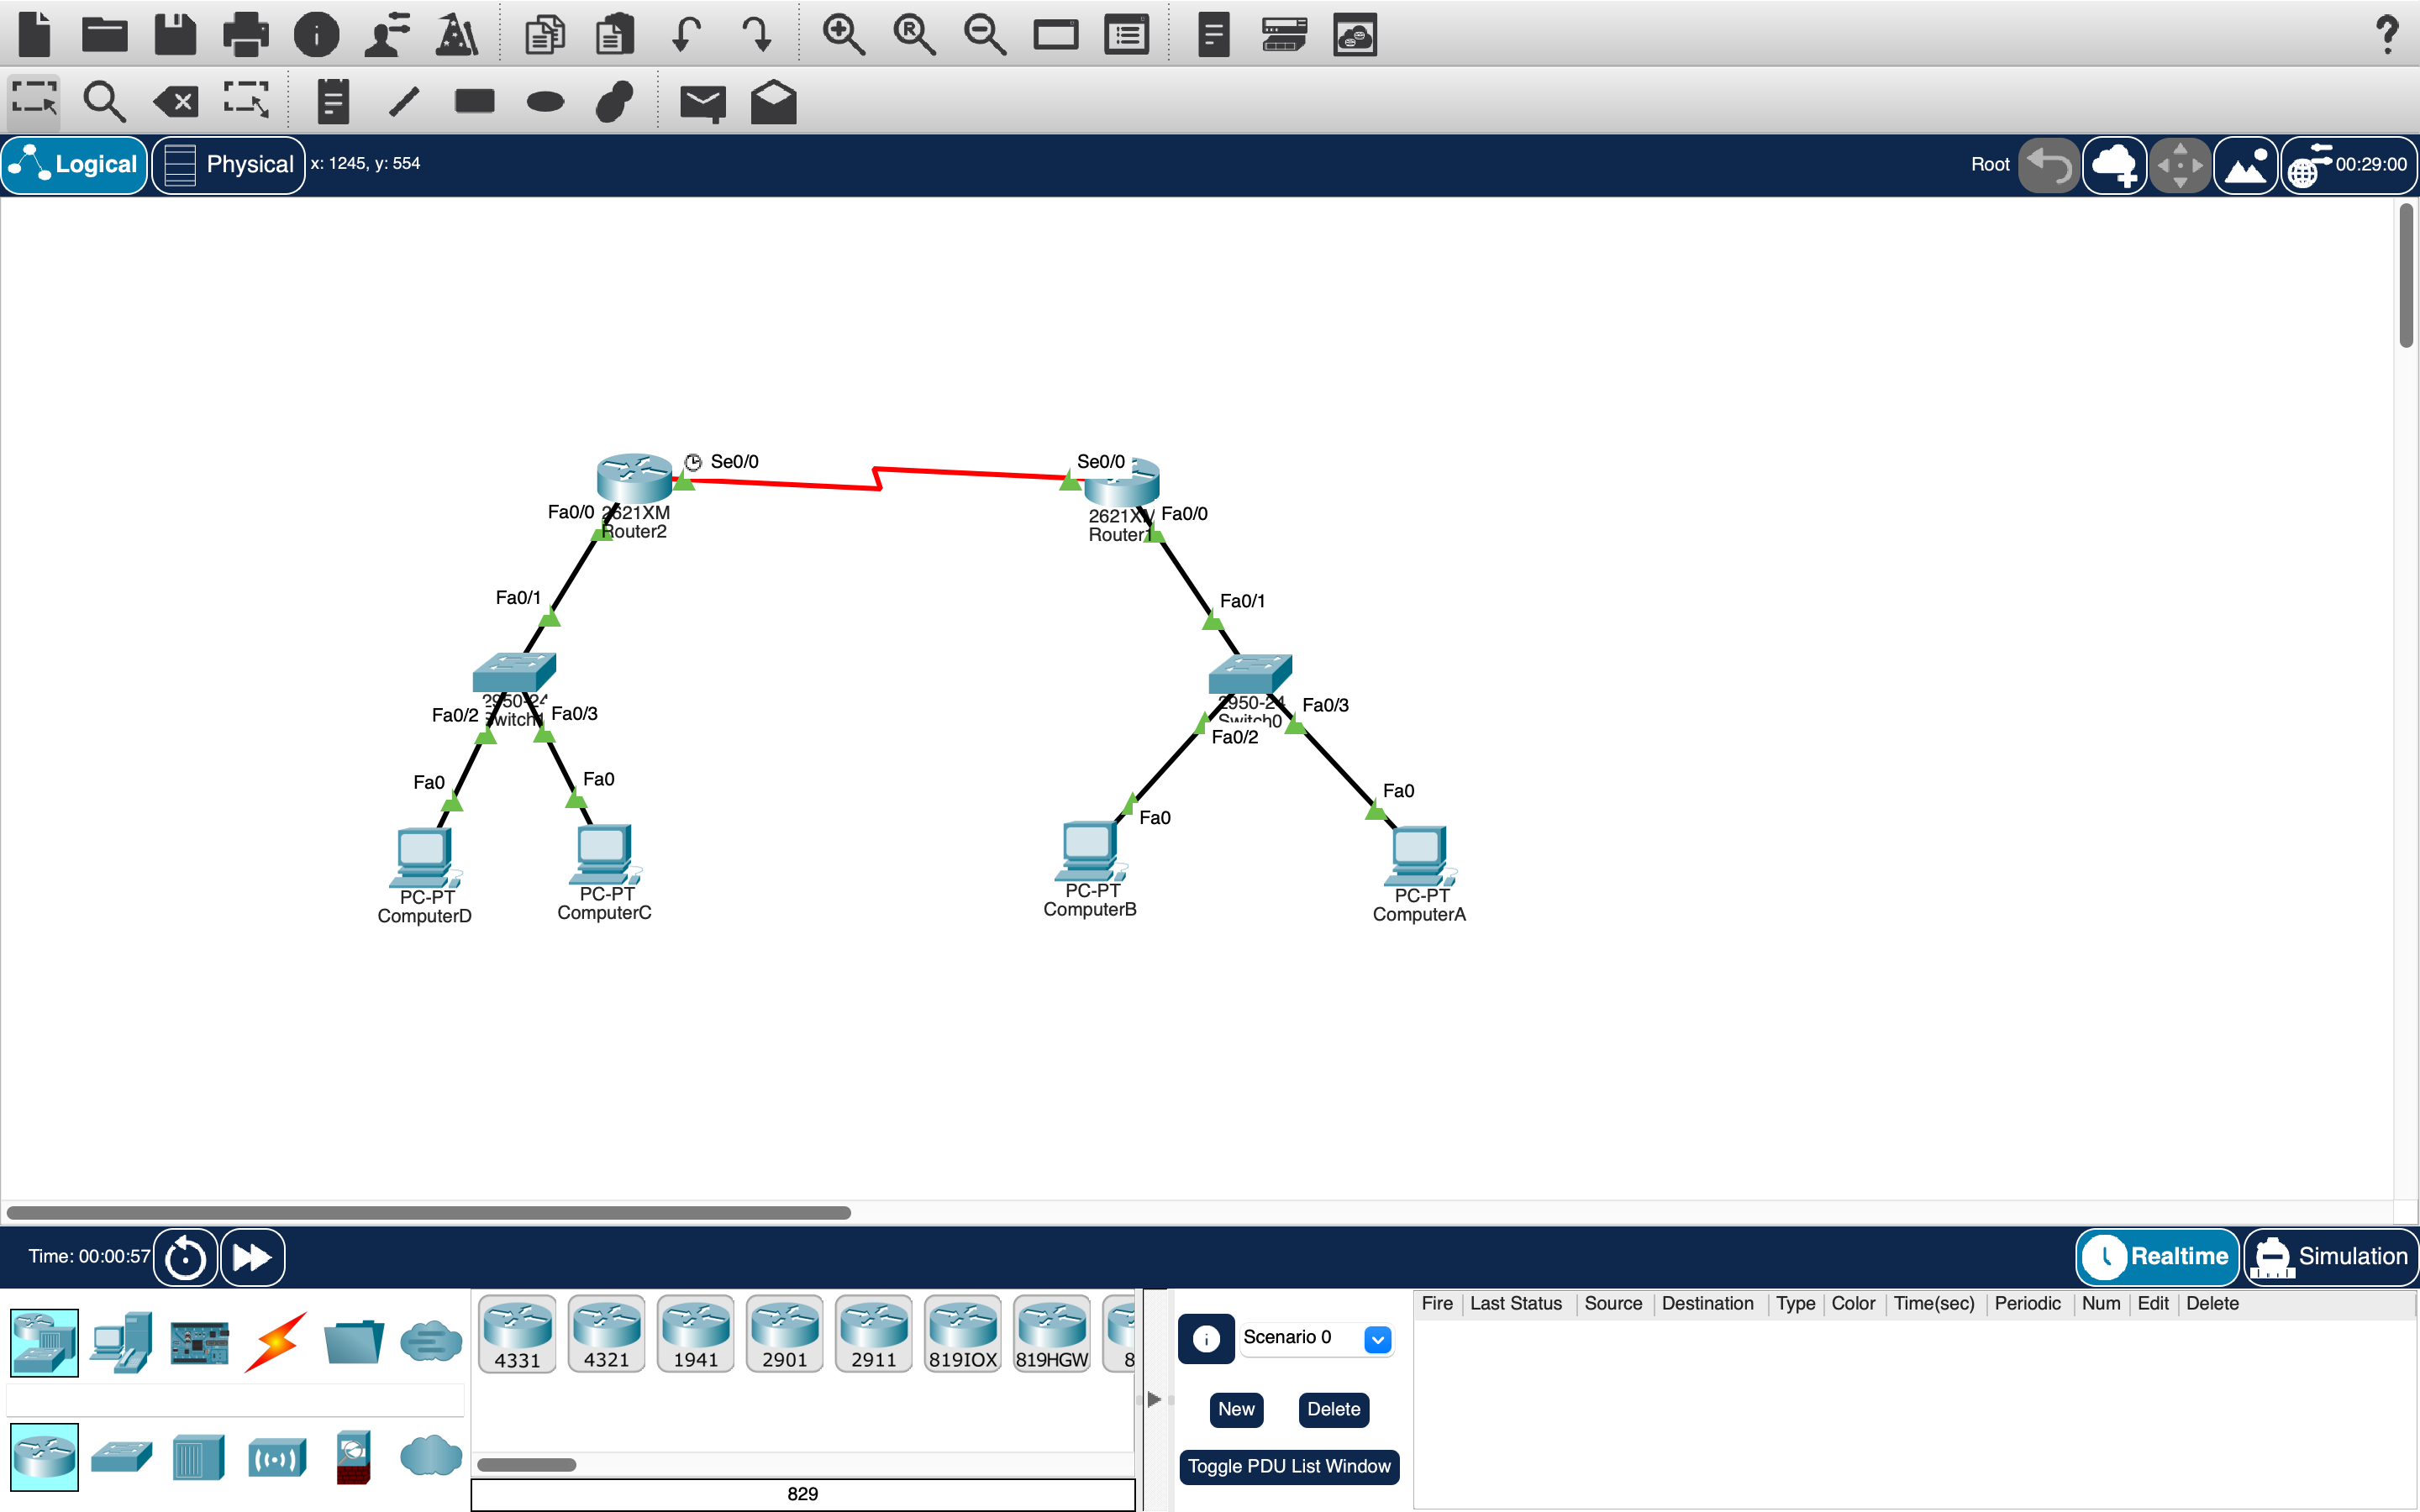 Logical
Physical
x: 1245, y: 554
Root
00:29:00
Se0/0
Se0/0
Fa0/0
2621XM
Router2
2621XM
Router1
Fa0/0
Fa0/1
Fa0/1
2950-24
Switch1
Fa0/2
Fa0/3
2950-24
Switch0
Fa0/3
Fa0/2
Fa0
Fa0
Fa0
Fa0
PC-PT
ComputerD
PC-PT
ComputerC
PC-PT
ComputerB
PC-PT
ComputerA
Time: 00:00:57
Realtime
Simulation
4331
4321
1941
2901
2911
819IOX
819HGW
8
829
Scenario 0
New
Delete
Toggle PDU List Window
Fire Last Status Source Destination Type Color Time(sec) Periodic Num Edit Delete